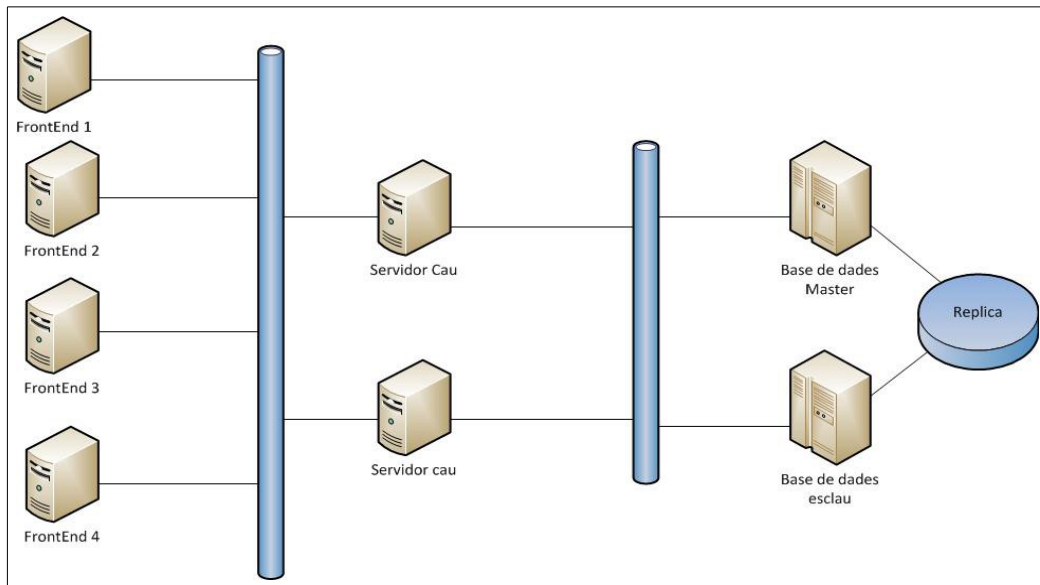 FrontEnd 1
FrontEnd 2
FrontEnd 3
FrontEnd 4
Servidor Cau
Servidor cau
Base de dades
Master
Base de dades
esclau
Replica